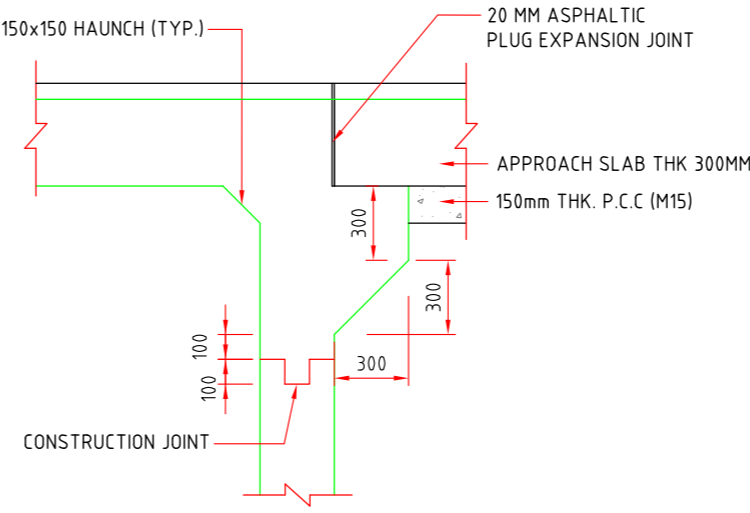 150x150 HAUNCH (TYP.)
20 MM ASPHALTIC
PLUG EXPANSION JOINT
APPROACH SLAB THK 300MM
150mm THK. P.C.C (M15)
300
300
300
100
100
CONSTRUCTION JOINT